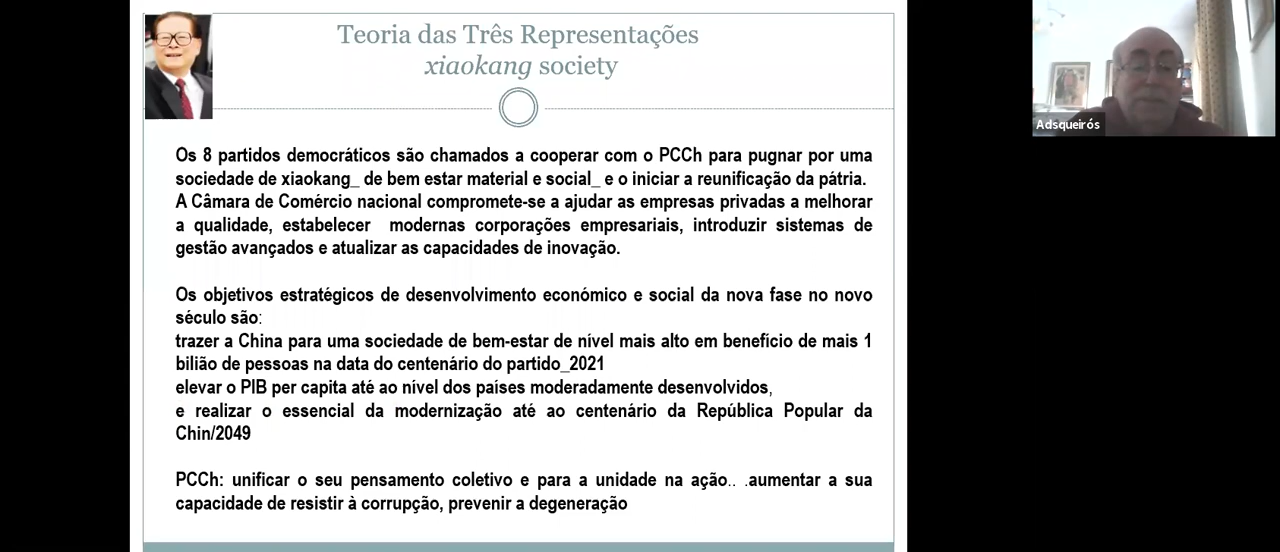 Teoria das Três Representações
xiaokang society
Adsqueirós
Os 8 partidos democráticos são chamados a cooperar com o PCCh para pugnar por uma
sociedade de xiaokang_ de bem estar material e social_ e o iniciar a reunificação da pátria.
A Câmara de Comércio nacional compromete-se a ajudar as empresas privadas a melhorar
a qualidade, estabelecer modernas corporações empresariais, introduzir sistemas de
gestão avançados e atualizar as capacidades de inovação.
Os objetivos estratégicos de desenvolvimento económico e social da nova fase no novo
século são:
trazer a China para uma sociedade de bem-estar de nível mais alto em benefício de mais 1
bilião de pessoas na data do centenário do partido_2021
elevar o PIB per capita até ao nível dos países moderadamente desenvolvidos,
e realizar o essencial da modernização até ao centenário da República Popular da
Chin/2049
PCCh: unificar o seu pensamento coletivo e para a unidade na ação.. .aumentar a sua
capacidade de resistir à corrupção, prevenir a degeneração